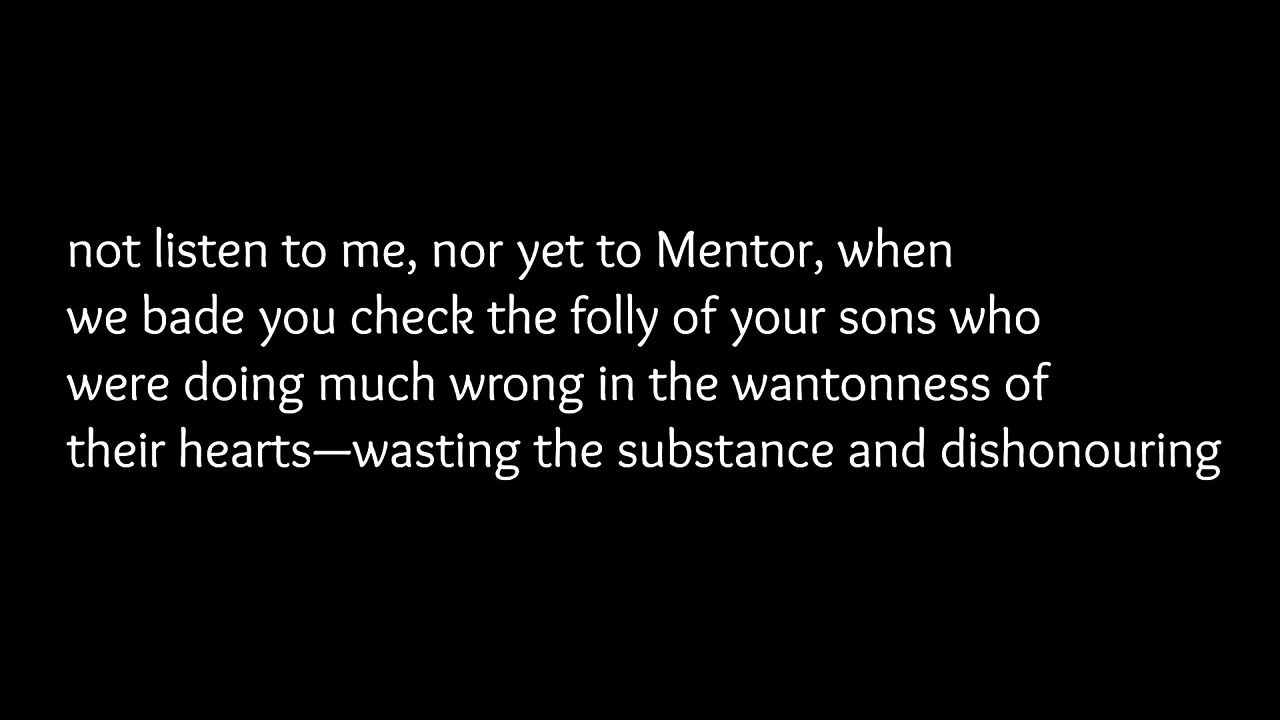 not listen to me, nor yet to Mentor, when
we bade you check the folly of your sons who
were doing much wrong in the wantonness of
their hearts—wasting the substance and dishonouring